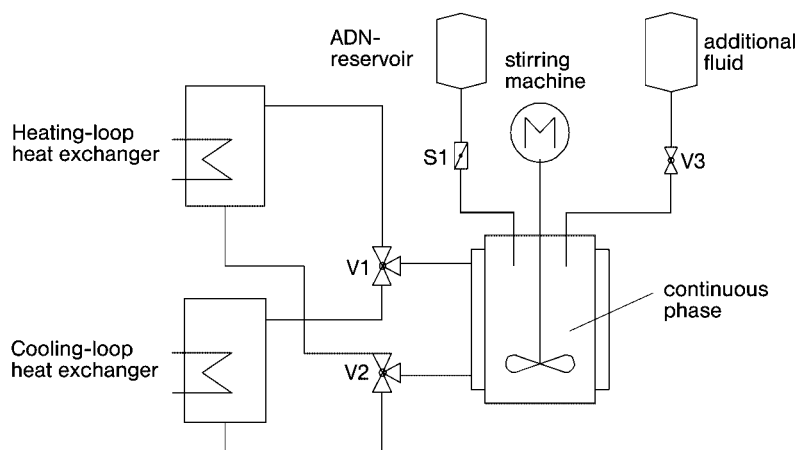 ADN-
reservoir
stirring
machine
additional
fluid
Heating-loop
heat exchanger
S1
M
V3
V1
continuous
phase
Cooling-loop
heat exchanger
V2